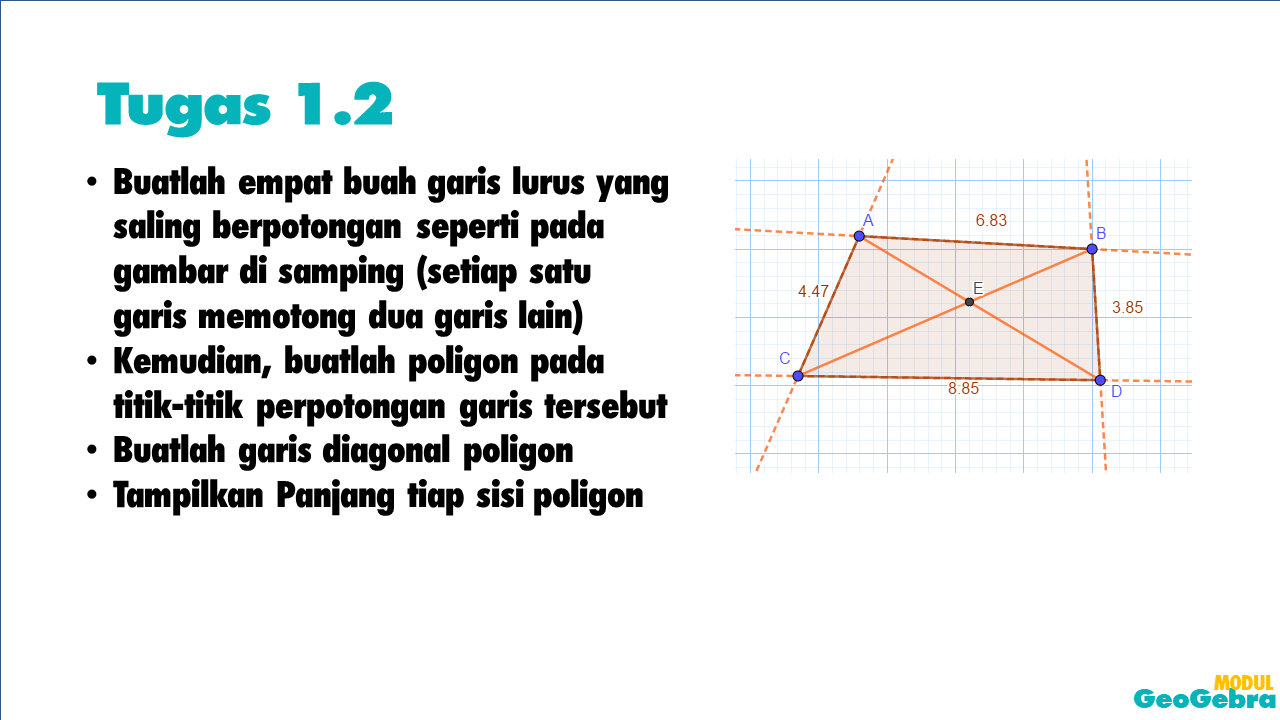 Tugas 1.2
• Buatlah empat buah garis lurus yang
saling berpotongan seperti pada
gambar di samping (setiap satu
garis memotong dua garis lain)
• Kemudian, buatlah poligon pada
titik-titik perpotongan garis tersebut
• Buatlah garis diagonal poligon
• Tampilkan Panjang tiap sisi poligon
A
6.83
B
4.47
E
3.85
C
8.85
D
MODUL
GeoGebra